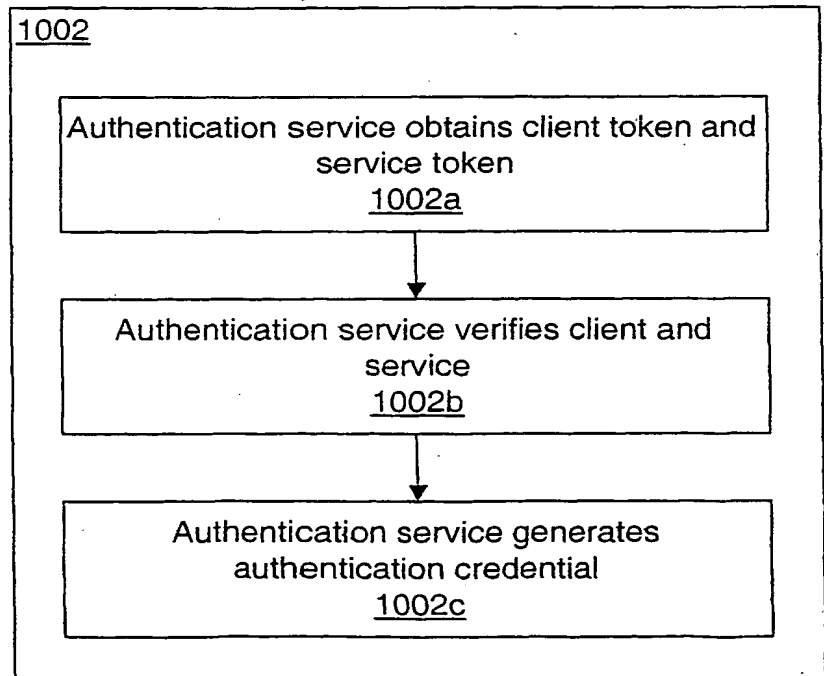 1002
Authentication service obtains client token and
service token
1002a
Authentication service verifies client and
service
1002b
Authentication service generates
authentication credential
1002c